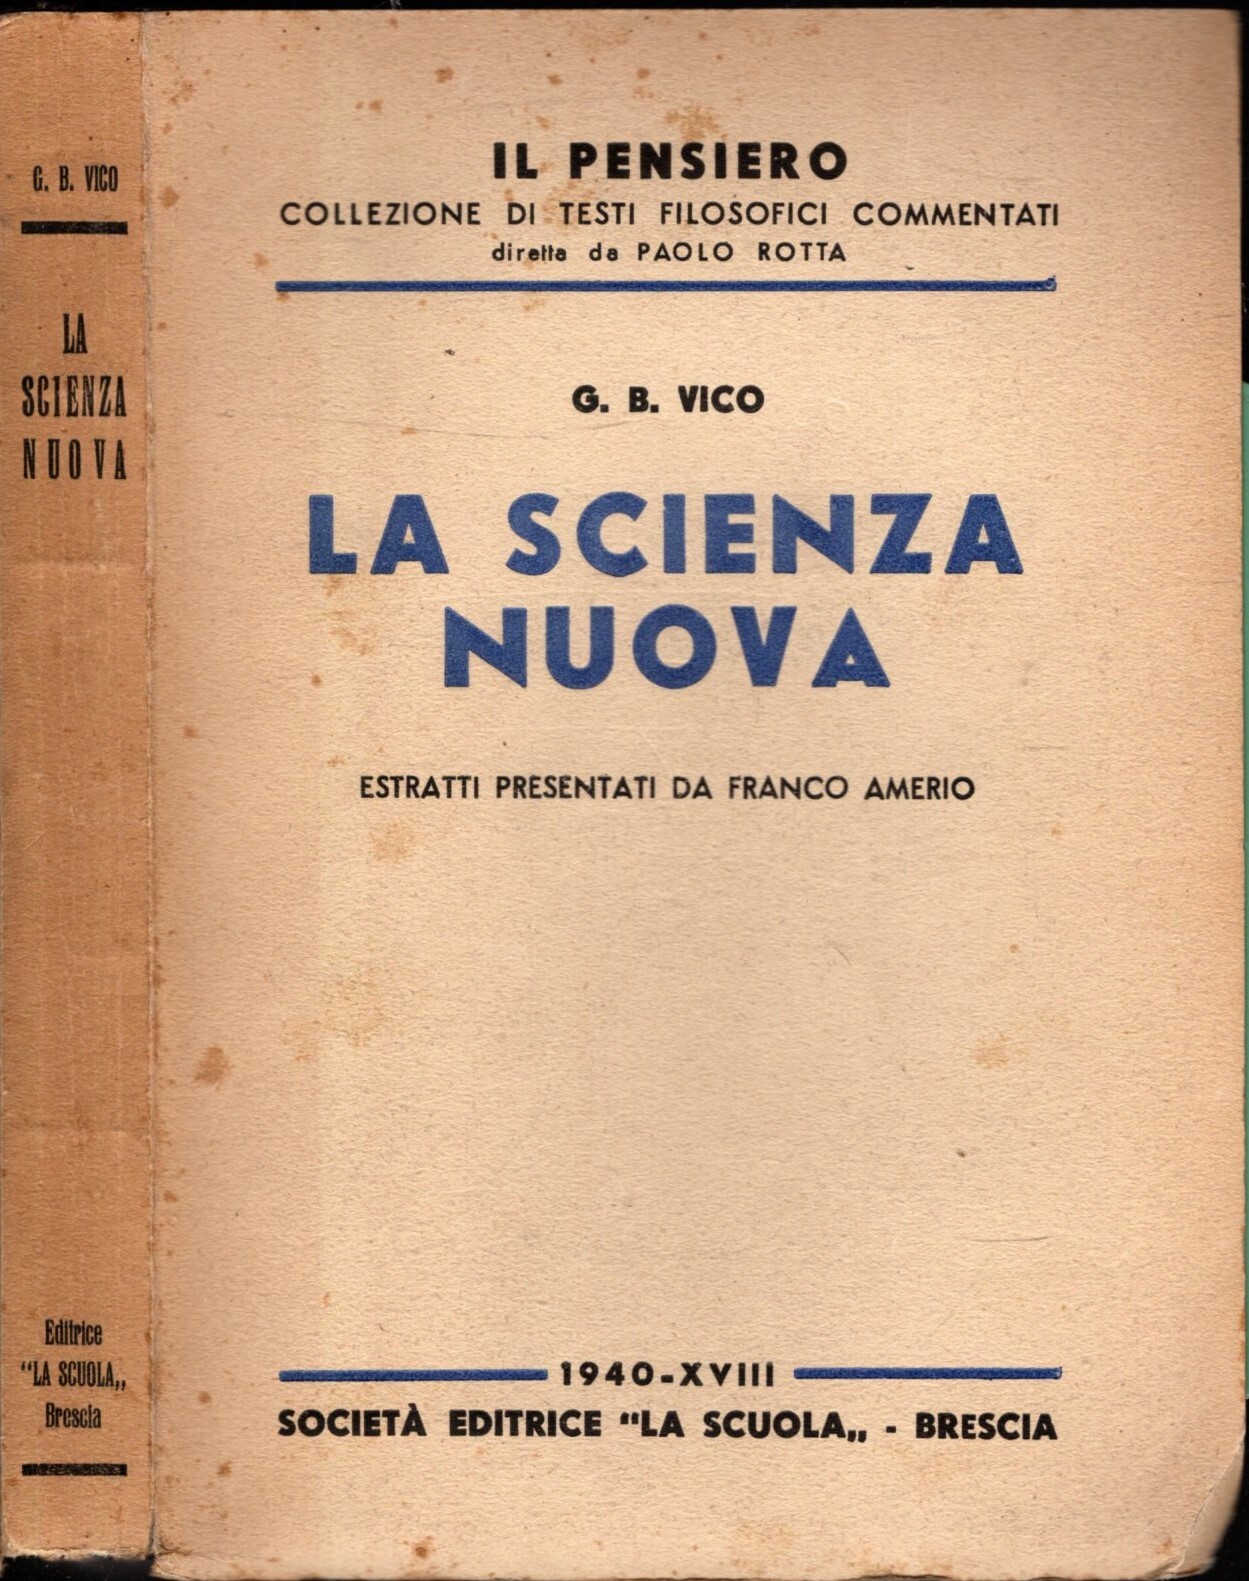 G. B. VICO
LA
SCIENZA
NUOVA
Editrice
“LA SCUOLA„
Brescia
IL PENSIERO
COLLEZIONE DI TESTI FILOSOFICI COMMENTATI
diretta da PAOLO ROTTA
G. B. VICO
LA SCIENZA
NUOVA
ESTRATTI PRESENTATI DA FRANCO AMERIO
1940-XVIII
SOCIETÀ EDITRICE “LA SCUOLA„ - BRESCIA